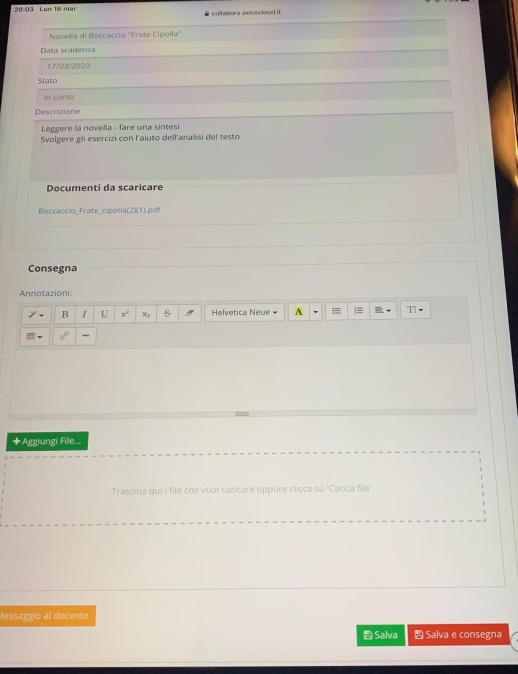 20:03 Lun 16 mar
collabora.axioscloud.it
Novella di Boccaccio "Frate Cipolla"
Data scadenza
17/03/2020
Stato
in corso
Descrizione
Leggere la novella - fare una sintesi
Svolgere gli esercizi con l'aiuto dell'analisi del testo
Documenti da scaricare
Boccaccio_Frate_cipolla(2)(1).pdf
Consegna
Annotazioni:
B I U x² x₂ S Helvetica Neue A TI
Aggiungi File...
Trascina qui i file che vuoi caricare oppure clicca su 'Carica file'
Messaggio al docente
Salva Salva e consegna